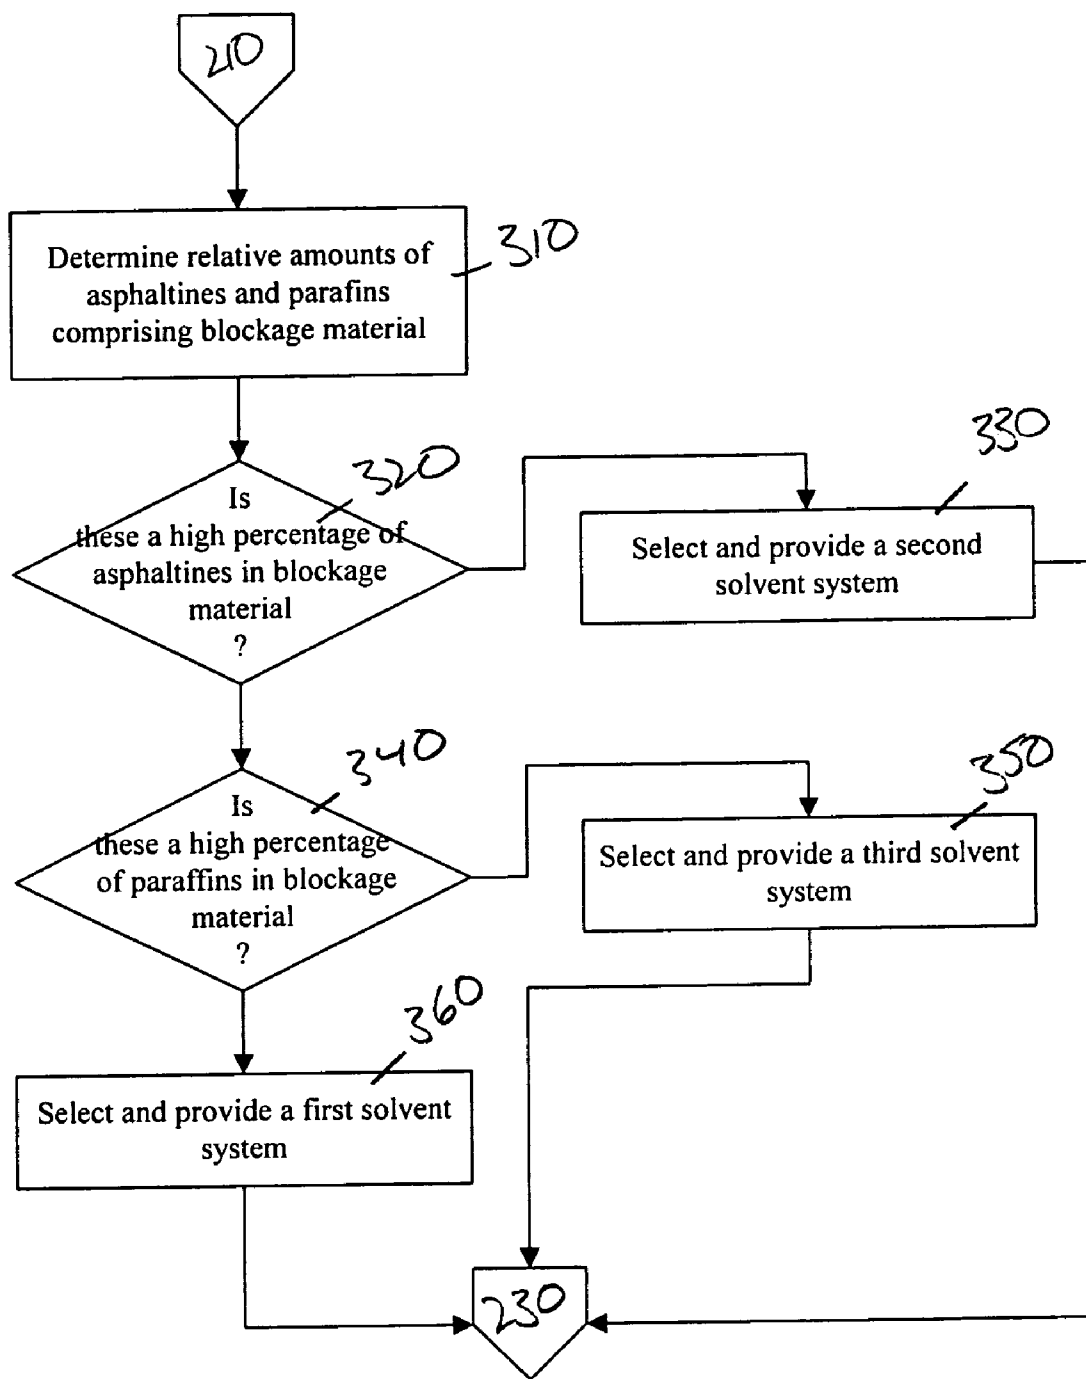 210
310
Determine relative amounts of
asphaltines and parafins
comprising blockage material
320
Is
these a high percentage of
asphaltines in blockage
material
?
330
Select and provide a second
solvent system
340
Is
these a high percentage
of paraffins in blockage
material
?
350
Select and provide a third solvent
system
360
Select and provide a first solvent
system
230